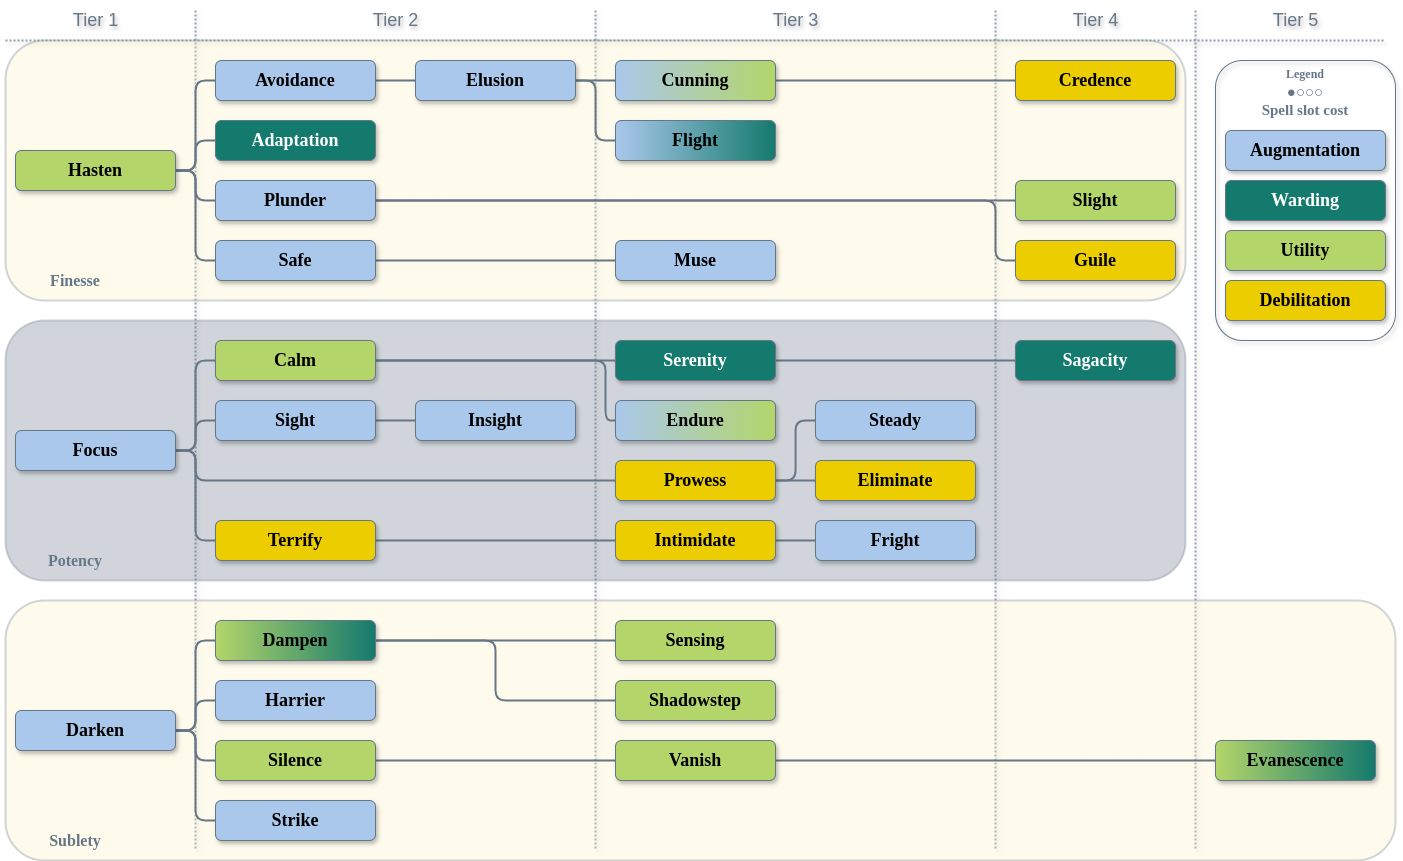 Tier 1 Tier 2 Tier 3 Tier 4 Tier 5
Avoidance Elusion Cunning Credence
Adaptation Flight
Hasten
Plunder Slight
Safe Muse Guile
Finesse
Legend
●○○○
Spell slot cost
Augmentation
Warding
Utility
Debilitation
Calm Serenity Sagacity
Sight Insight Endure Steady
Focus
Prowess Eliminate
Terrify Intimidate Fright
Potency
Dampen Sensing
Harrier Shadowstep
Darken
Silence Vanish Evanescence
Strike
Sublety